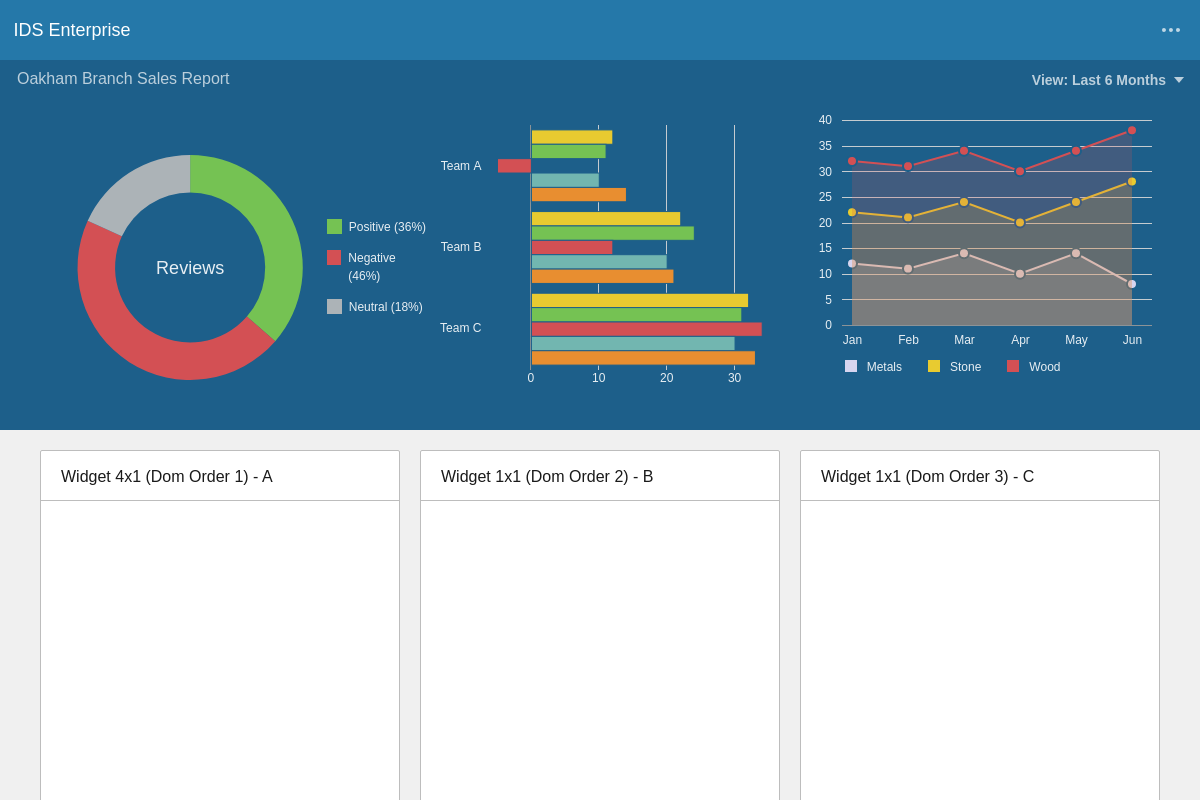 IDS Enterprise
Oakham Branch Sales Report
View: Last 6 Months
Reviews
Positive (36%)
Negative
(46%)
Neutral (18%)
Team A
Team B
Team C
0 10 20 30
40
35
30
25
20
15
10
5
0
Jan Feb Mar Apr May Jun
Metals Stone Wood
Widget 4x1 (Dom Order 1) - A
Widget 1x1 (Dom Order 2) - B
Widget 1x1 (Dom Order 3) - C